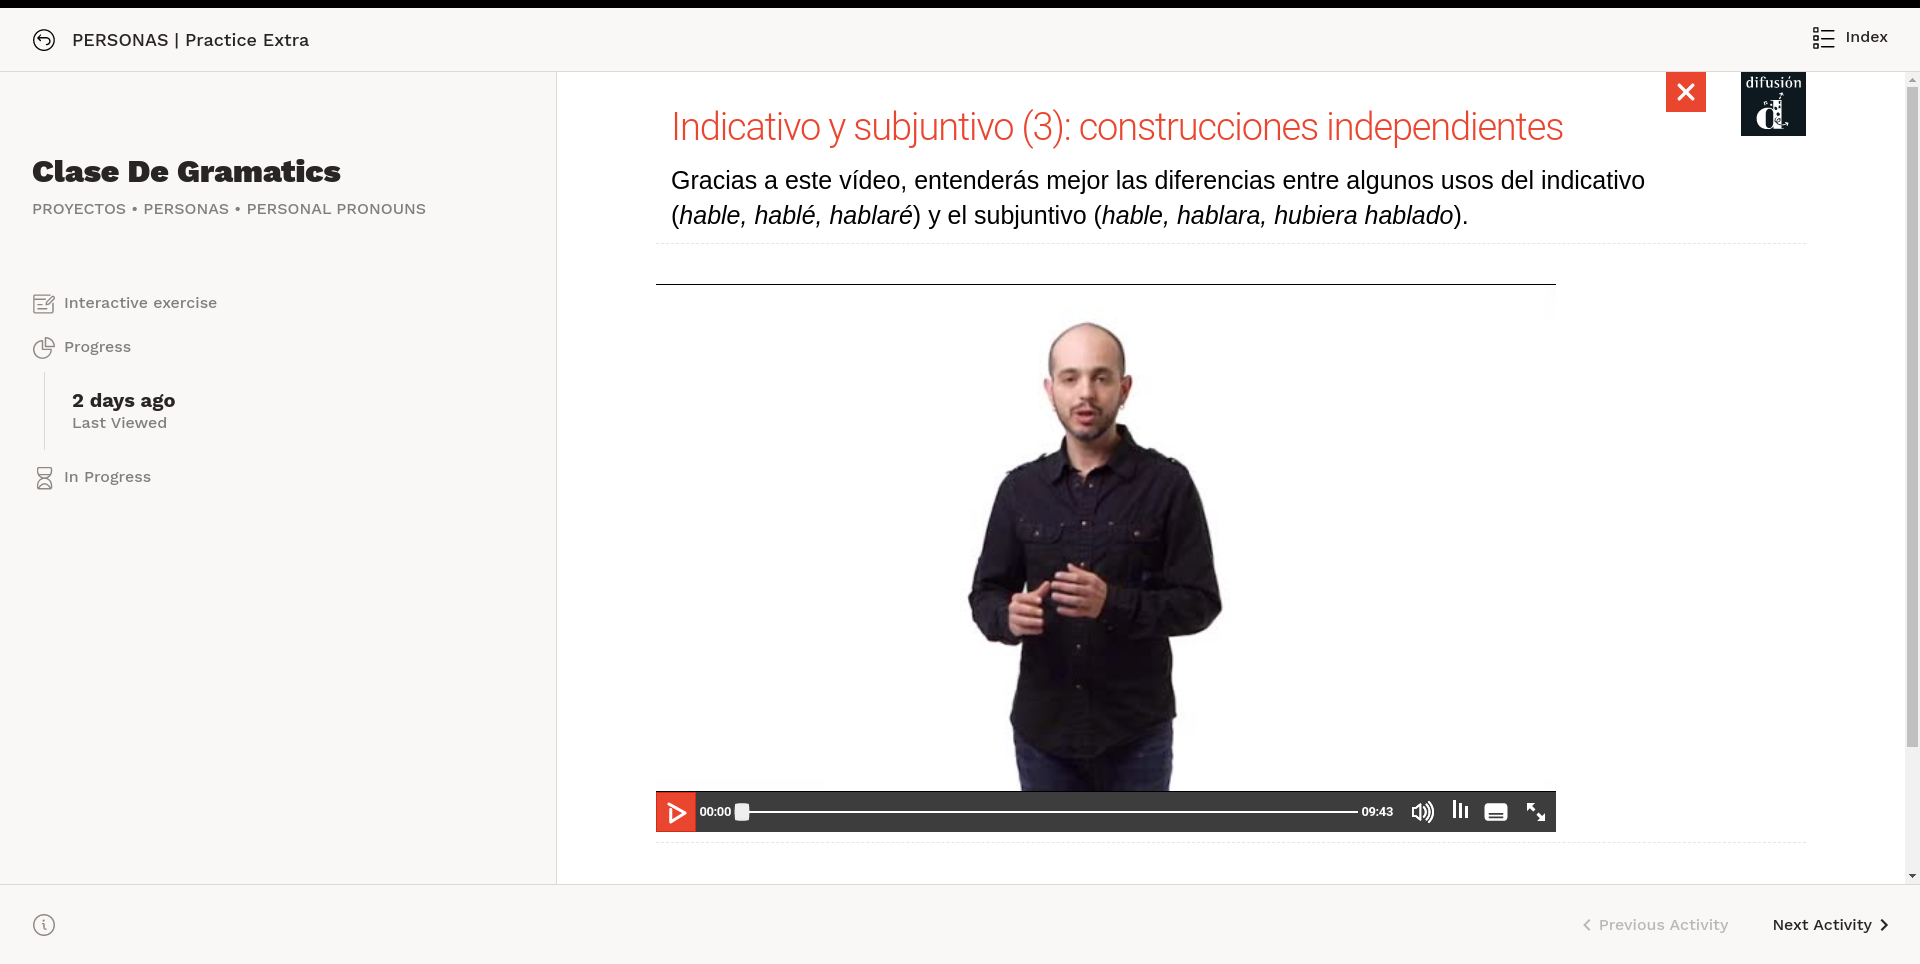 PERSONAS | Practice Extra
Index
Clase De Gramatics
PROYECTOS • PERSONAS • PERSONAL PRONOUNS
Interactive exercise
Progress
2 days ago
Last Viewed
In Progress
difusión
d
Indicativo y subjuntivo (3): construcciones independientes
Gracias a este vídeo, entenderás mejor las diferencias entre algunos usos del indicativo
(hable, hablé, hablaré) y el subjuntivo (hable, hablara, hubiera hablado).
00:00
09:43
Previous Activity
Next Activity